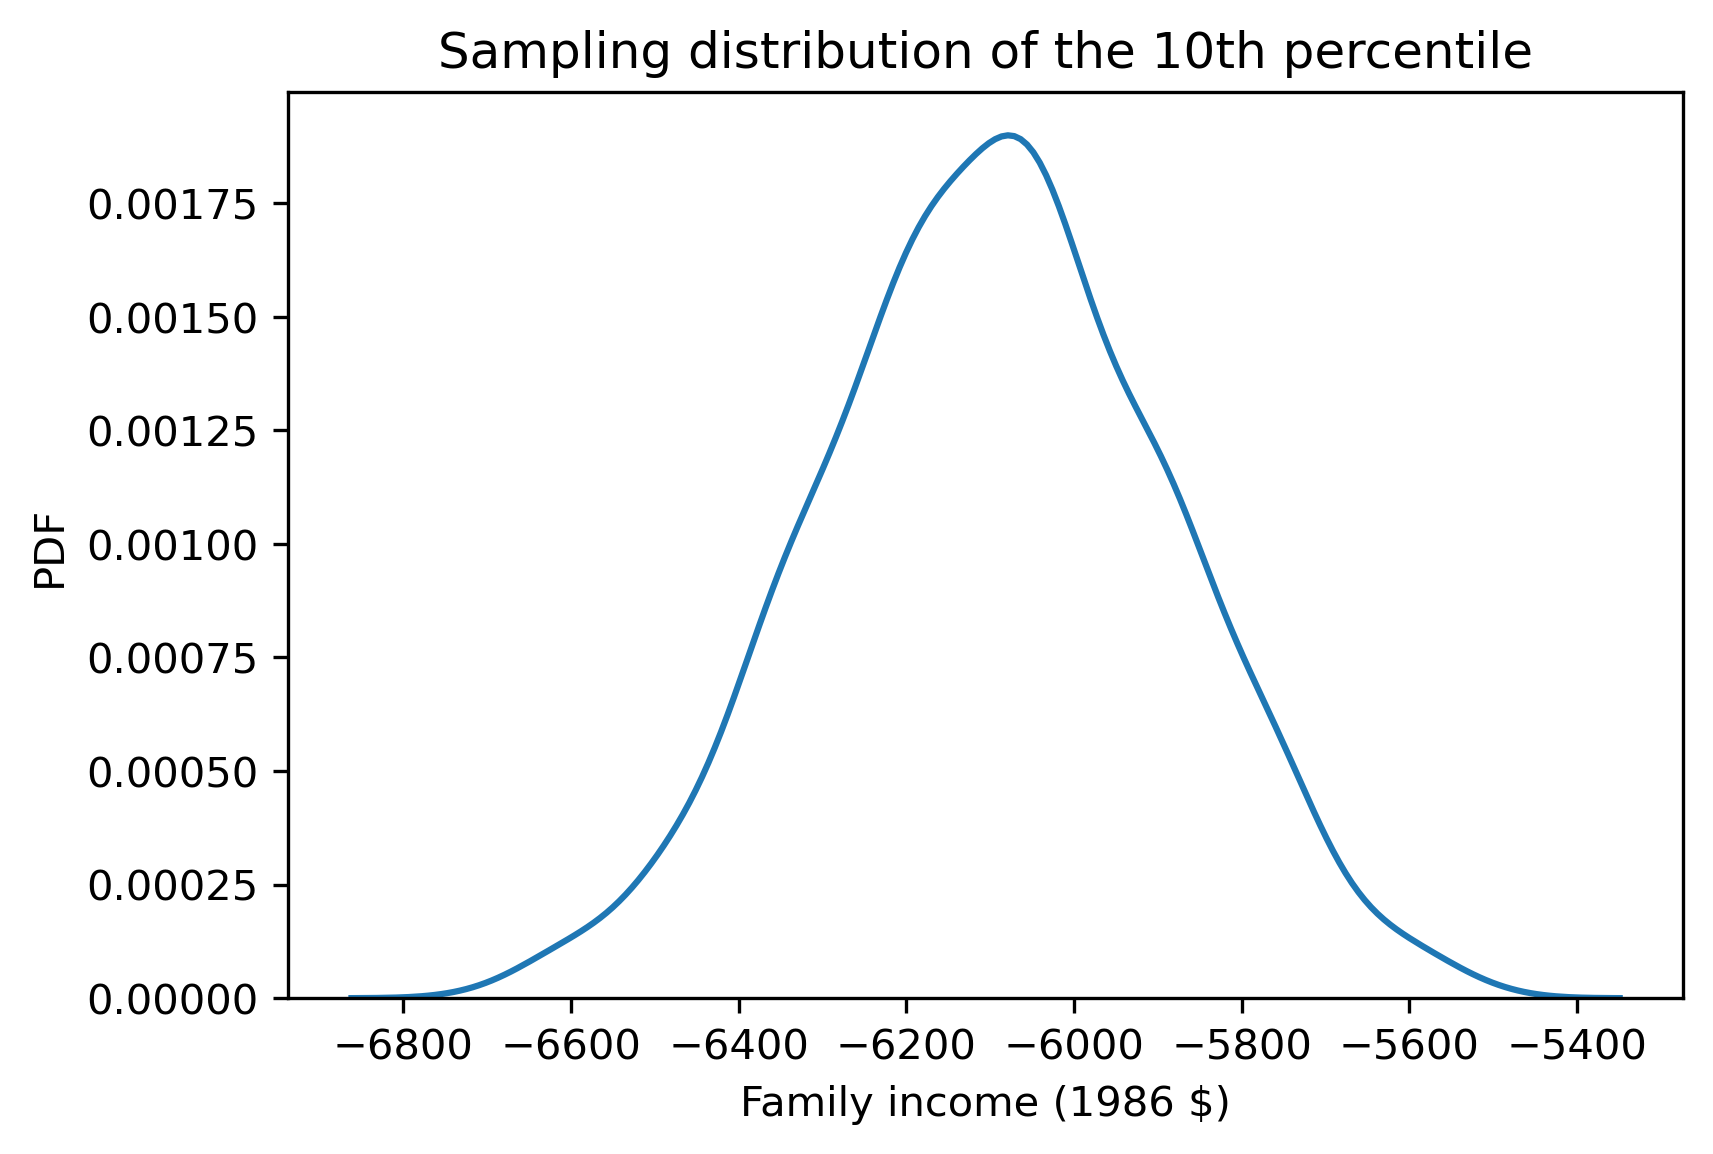 Sampling distribution of the 10th percentile
0.00175
0.00150
0.00125
0.00100
0.00075
0.00050
0.00025
0.00000
PDF
−6800 −6600 −6400 −6200 −6000 −5800 −5600 −5400
Family income (1986 $)